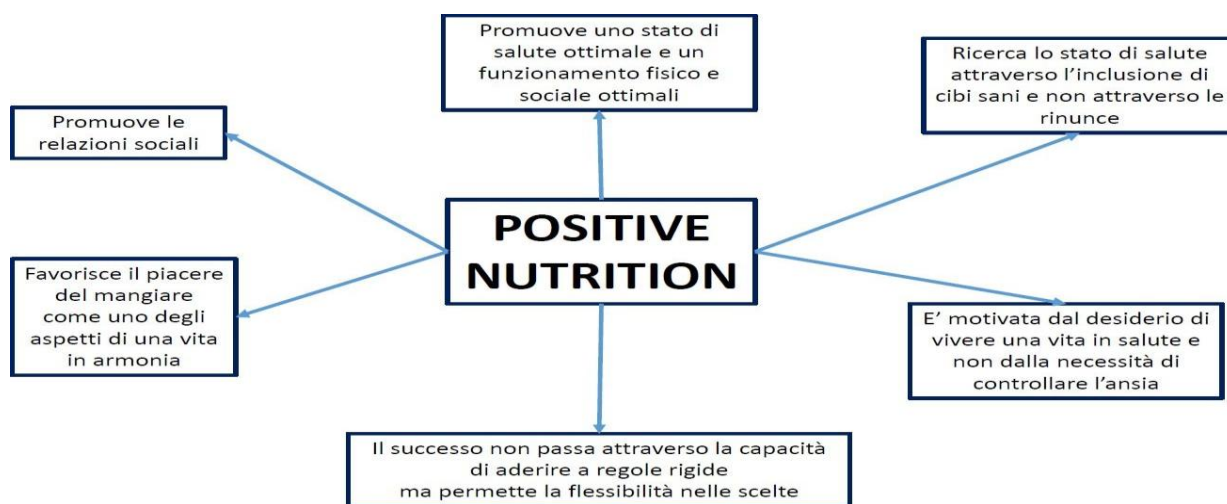 Promuove uno stato di
salute ottimale e un
funzionamento fisico e
sociale ottimali
Ricerca lo stato di salute
attraverso l'inclusione di
cibi sani e non attraverso le
rinunce
Promuove le
relazioni sociali
POSITIVE
NUTRITION
Favorisce il piacere
del mangiare
come uno degli
aspetti di una vita
in armonia
E' motivata dal desiderio di
vivere una vita in salute e
non dalla necessità di
controllare l'ansia
Il successo non passa attraverso la capacità
di aderire a regole rigide
ma permette la flessibilità nelle scelte